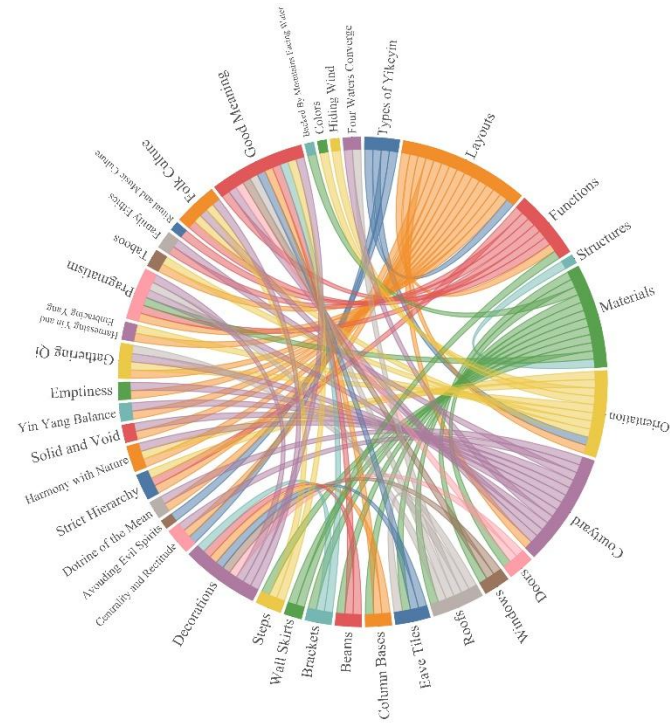 Types of Yikeyin
Layouts
Functions
Structures
Materials
Orientation
Courtyard
Doors
Windows
Roofs
Eave Tiles
Column Bases
Beams
Brackets
Wall Skirts
Steps
Decorations
Centrality and Rectitude
Avouding Evil Spirits
Dotrine of the Mean
Strict Hierarchy
Harmony with Nature
Solid and Void
Yin Yang Balance
Emptiness
Gathering Qi
Harnessing Yin and
Embracing Yang
Pragmatism
Taboos
Family Ethics
Ritual and Music Culture
Folk Culture
Good Meaning
Backed By Mountains Facing Water
Colors
Hiding Wind
Four Waters Converge